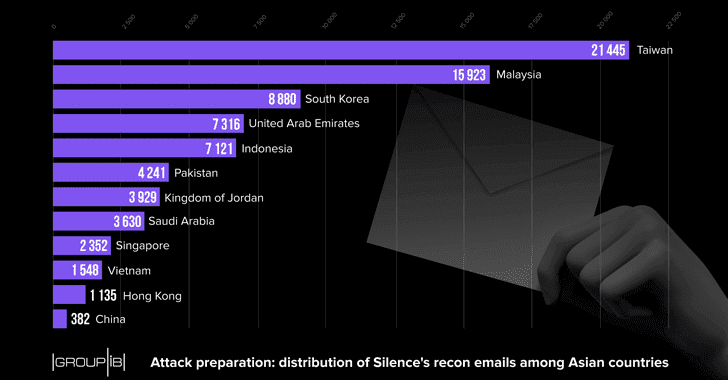 0 2 500 5 000 7 500 10 000 12 500 15 000 17 500 20 000 22 500
21 445 Taiwan
15 923 Malaysia
8 880 South Korea
7 316 United Arab Emirates
7 121 Indonesia
4 241 Pakistan
3 929 Kingdom of Jordan
3 630 Saudi Arabia
2 352 Singapore
1 548 Vietnam
1 135 Hong Kong
382 China
|GROUP|iB| Attack preparation: distribution of Silence's recon emails among Asian countries